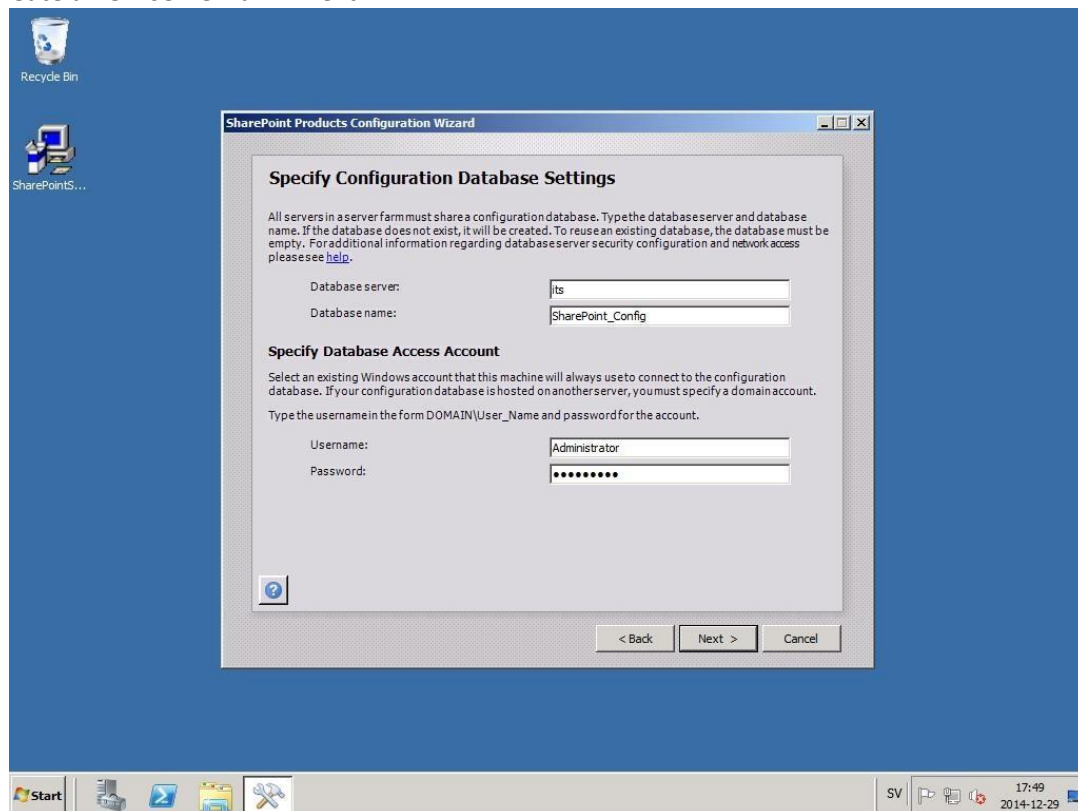 Recycle Bin
SharePointS...
SharePoint Products Configuration Wizard
Specify Configuration Database Settings
All servers in a server farm must share a configuration database. Type the database server and database
name. If the database does not exist, it will be created. To reuse an existing database, the database must be
empty. For additional information regarding database server security configuration and network access
please see help.
Database server:
its
Database name:
SharePoint_Config
Specify Database Access Account
Select an existing Windows account that this machine will always use to connect to the configuration
database. If your configuration database is hosted on another server, you must specify a domain account.
Type the username in the form DOMAIN\User_Name and password for the account.
Username:
Administrator
Password:
•••••••••
< Back
Next >
Cancel
Start
SV
17:49
2014-12-29